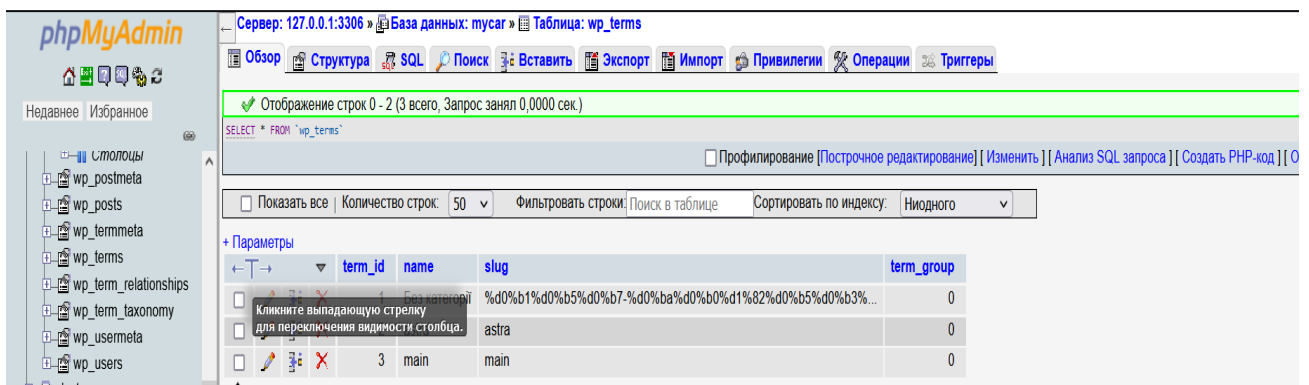 phpMyAdmin
Недавнее Избранное
Столбцы
wp_postmeta
wp_posts
wp_termmeta
wp_terms
wp_term_relationships
wp_term_taxonomy
wp_usermeta
wp_users
← Сервер: 127.0.0.1:3306 » База данных: mycar » Таблица: wp_terms
Обзор Структура SQL Поиск Вставить Экспорт Импорт Привилегии Операции Триггеры
Отображение строк 0 - 2 (3 всего, Запрос занял 0,0000 сек.)
SELECT * FROM `wp_terms`
Профилирование [Построчное редактирование] [ Изменить ] [ Анализ SQL запроса ] [ Создать PHP-код ] [ О
Показать все | Количество строк: 50 Фильтровать строки: Поиск в таблице Сортировать по индексу: Ниодного
+ Параметры
←T→ term_id name slug term_group
1 Без категорії %d0%b1%d0%b5%d0%b7-%d0%ba%d0%b0%d1%82%d0%b5%d0%b3%... 0
Кликните выпадающую стрелку
для переключения видимости столбца.
astra 0
3 main main 0